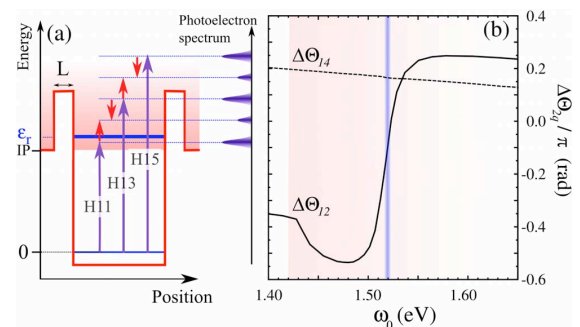 (a)
Energy
Photoelectron
spectrum
L
ε_r
IP
0
H11
H13
H15
Position
(b)
ΔΘ_14
ΔΘ_12
0.4
0.2
0.0
-0.2
-0.4
-0.6
ΔΘ_2q / π (rad)
1.40
1.50
1.60
ω_0 (eV)